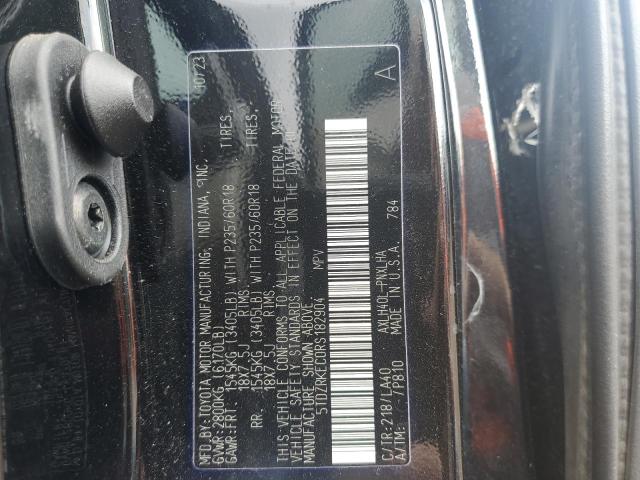 MFD.BY:TOYOTA MOTOR MANUFACTURING, INDIANA, INC. 10/23
GVWR:2800KG (6170LB)
GAWR:FRT. 1545KG (3405LB) WITH P235/60R18 TIRES,
18X7.5J RIMS
RR. 1545KG (3405LB) WITH P235/60R18 TIRES,
18X7.5J RIMS
THIS VEHICLE CONFORMS TO ALL APPLICABLE FEDERAL MOTOR
VEHICLE SAFETY STANDARDS IN EFFECT ON THE DATE OF
MANUFACTURE SHOWN ABOVE.
5TDZRKEC0RS182904 MPV
A
C/TR:218/LA40 AXLH40L-PNXLHA
A/TM: -/P810 MADE IN U.S.A. 784